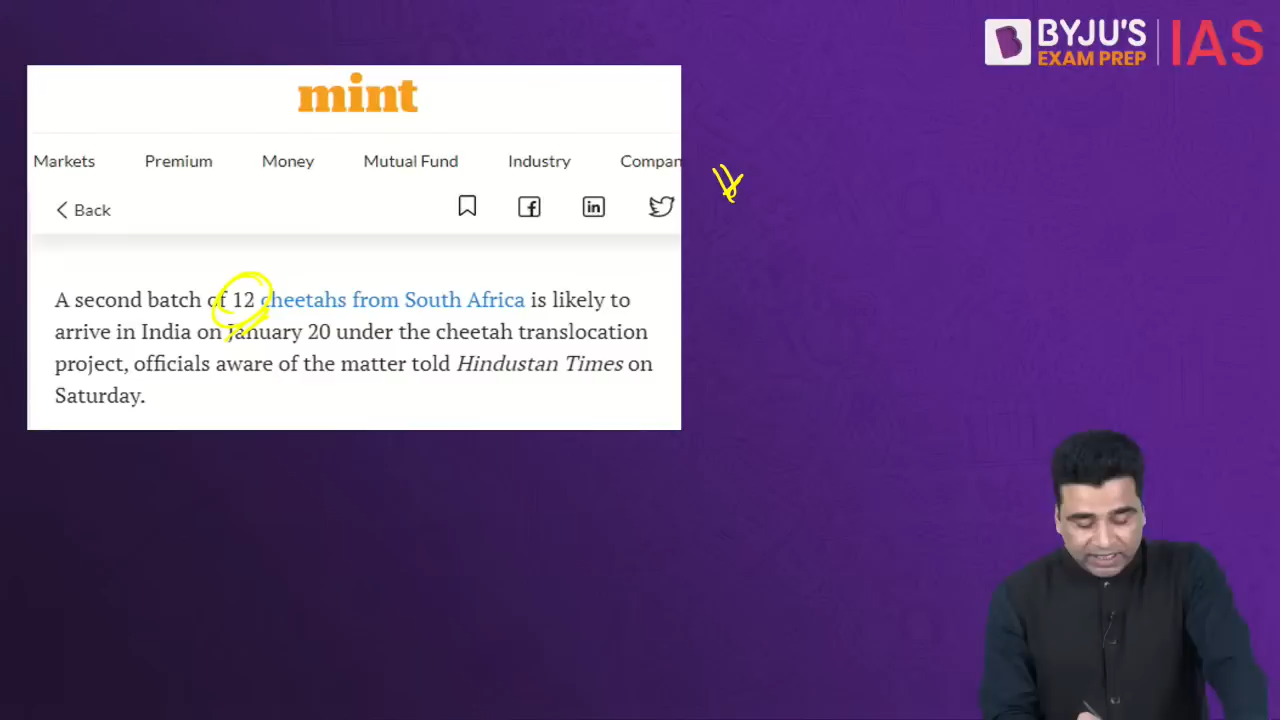 BYJU'S
EXAM PREP
IAS
mint
Markets Premium Money Mutual Fund Industry Compan
Back
A second batch of 12 cheetahs from South Africa is likely to
arrive in India on January 20 under the cheetah translocation
project, officials aware of the matter told Hindustan Times on
Saturday.